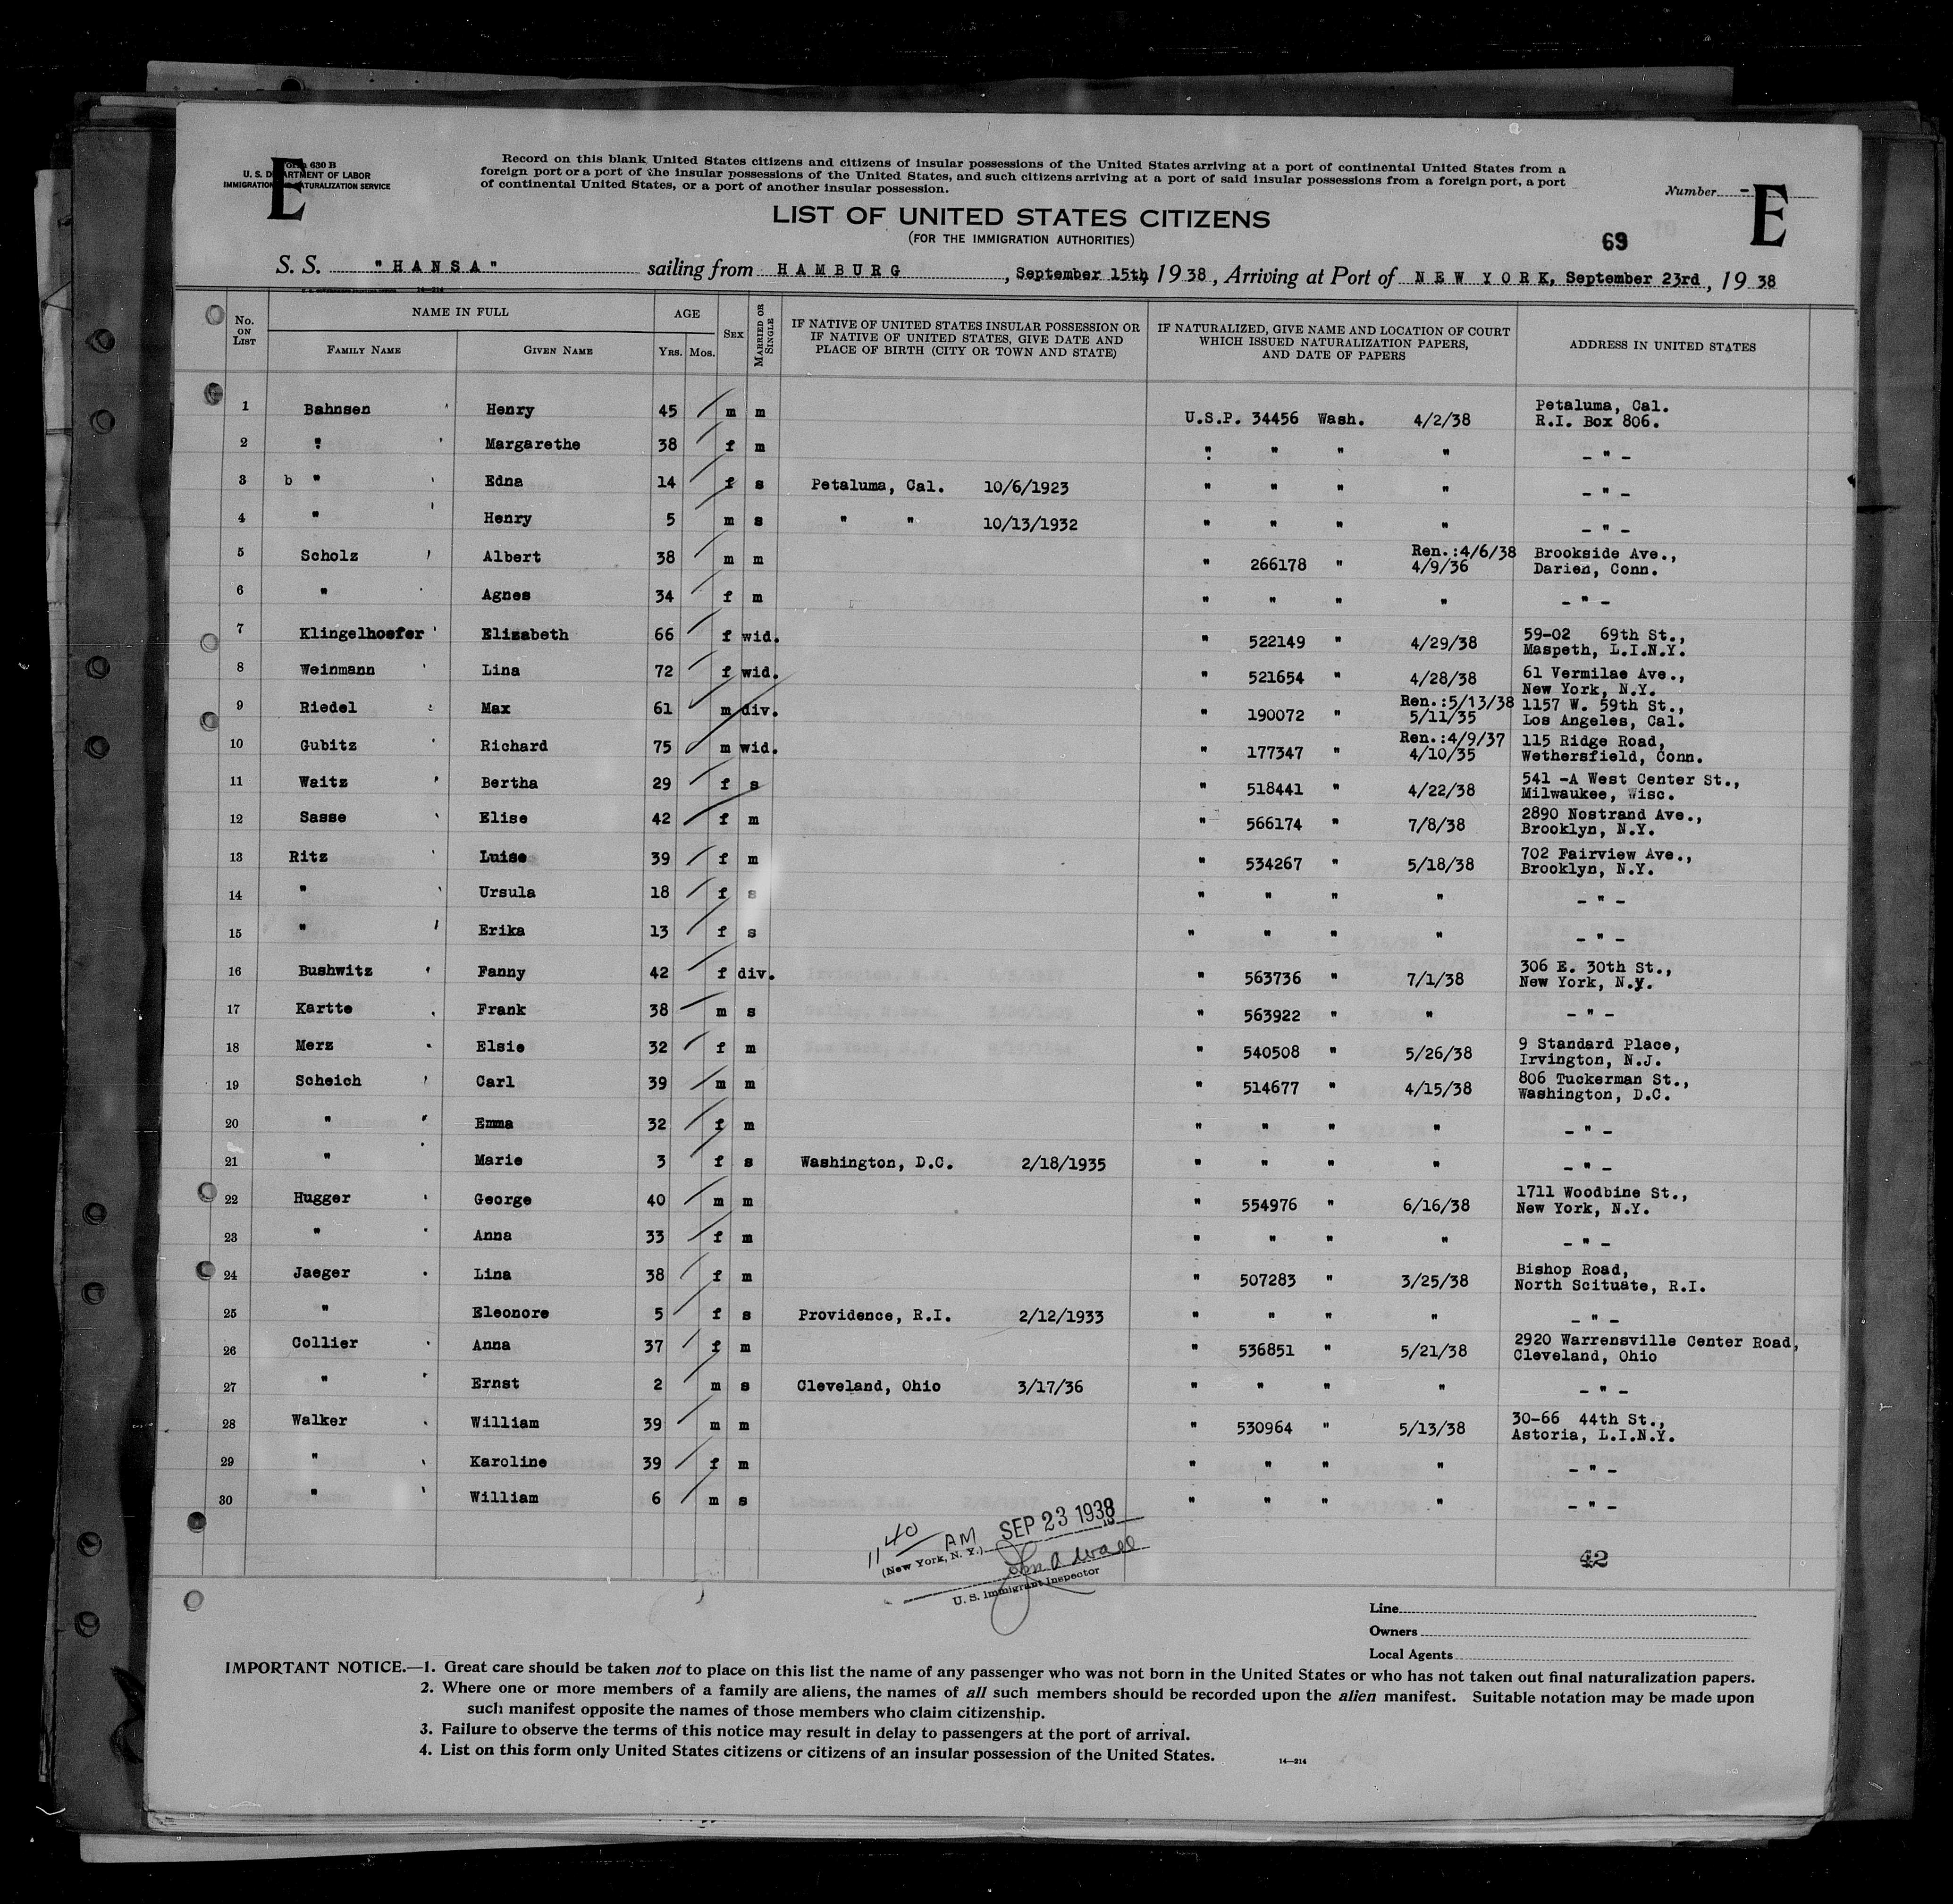 Form 630 B
U. S. DEPARTMENT OF LABOR
IMMIGRATION AND NATURALIZATION SERVICE
E
Record on this blank United States citizens and citizens of insular possessions of the United States arriving at a port of continental United States from a
foreign port or a port of the insular possessions of the United States, and such citizens arriving at a port of said insular possessions from a foreign port, a port
of continental United States, or a port of another insular possession.
Number -
E
LIST OF UNITED STATES CITIZENS
(FOR THE IMMIGRATION AUTHORITIES)
69
70
S. S. "HANSA" sailing from HAMBURG, September 15th, 1938, Arriving at Port of NEW YORK, September 23rd, 1938
No. ON LIST | NAME IN FULL | AGE | SEX | MARRIED OR SINGLE | IF NATIVE OF UNITED STATES INSULAR POSSESSION OR IF NATIVE OF UNITED STATES, GIVE DATE AND PLACE OF BIRTH (CITY OR TOWN AND STATE) | IF NATURALIZED, GIVE NAME AND LOCATION OF COURT WHICH ISSUED NATURALIZATION PAPERS, AND DATE OF PAPERS | ADDRESS IN UNITED STATES
FAMILY NAME | GIVEN NAME | YRS. | MOS.
1 Bahnsen Henry 45 m m U.S.P. 34456 Wash. 4/2/38 Petaluma, Cal. R.I. Box 806.
2 " Margarethe 38 f m " " " " - " -
3 b " Edna 14 f s Petaluma, Cal. 10/6/1923 " " " " - " -
4 " Henry 5 m s " " 10/13/1932 " " " " - " -
5 Scholz Albert 38 m m " 266178 " Ren.:4/6/38 4/9/36 Brookside Ave., Darien, Conn.
6 " Agnes 34 f m " " " " - " -
7 Klingelhoefer Elizabeth 66 f wid. " 522149 " 4/29/38 59-02 69th St., Maspeth, L.I.N.Y.
8 Weinmann Lina 72 f wid. " 521654 " 4/28/38 61 Vermilae Ave., New York, N.Y.
9 Riedel Max 61 m div. " 190072 " Ren.:5/13/38 5/11/35 1157 W. 59th St., Los Angeles, Cal.
10 Gubitz Richard 75 m wid. " 177347 " Ren.:4/9/37 4/10/35 115 Ridge Road, Wethersfield, Conn.
11 Waitz Bertha 29 f s " 518441 " 4/22/38 541 -A West Center St., Milwaukee, Wisc.
12 Sasse Elise 42 f m " 566174 " 7/8/38 2890 Nostrand Ave., Brooklyn, N.Y.
13 Ritz Luise 39 f m " 534267 " 5/18/38 702 Fairview Ave., Brooklyn, N.Y.
14 " Ursula 18 f s " " " " - " -
15 " Erika 13 f s " " " " - " -
16 Bushwitz Fanny 42 f div. " 563736 " 7/1/38 306 E. 30th St., New York, N.Y.
17 Kartte Frank 38 m s " 563922 " " - " -
18 Merz Elsie 32 f m " 540508 " 5/26/38 9 Standard Place, Irvington, N.J.
19 Scheich Carl 39 m m " 514677 " 4/15/38 806 Tuckerman St., Washington, D.C.
20 " Emma 32 f m " " " " - " -
21 " Marie 3 f s Washington, D.C. 2/18/1935 " " " " - " -
22 Hugger George 40 m m " 554976 " 6/16/38 1711 Woodbine St., New York, N.Y.
23 " Anna 33 f m " " " " - " -
24 Jaeger Lina 38 f m " 507283 " 3/25/38 Bishop Road, North Scituate, R.I.
25 " Eleonore 5 f s Providence, R.I. 2/12/1933 " " " " - " -
26 Collier Anna 37 f m " 536851 " 5/21/38 2920 Warrensville Center Road, Cleveland, Ohio
27 " Ernst 2 m s Cleveland, Ohio 3/17/36 " " " " - " -
28 Walker William 39 m m " 530964 " 5/13/38 30-66 44th St., Astoria, L.I.N.Y.
29 " Karoline 39 f m " " " " - " -
30 " William 6 m s " " " " - " -
1140 AM SEP 23 1938
(New York, N. Y.)
U. S. Immigrant Inspector
42
Line
Owners
Local Agents
IMPORTANT NOTICE.—1. Great care should be taken not to place on this list the name of any passenger who was not born in the United States or who has not taken out final naturalization papers.
2. Where one or more members of a family are aliens, the names of all such members should be recorded upon the alien manifest. Suitable notation may be made upon
such manifest opposite the names of those members who claim citizenship.
3. Failure to observe the terms of this notice may result in delay to passengers at the port of arrival.
4. List on this form only United States citizens or citizens of an insular possession of the United States.
14—214